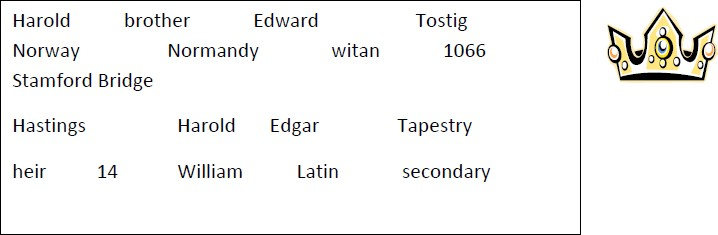 Harold brother Edward Tostig
Norway Normandy witan 1066
Stamford Bridge
Hastings Harold Edgar Tapestry
heir 14 William Latin secondary